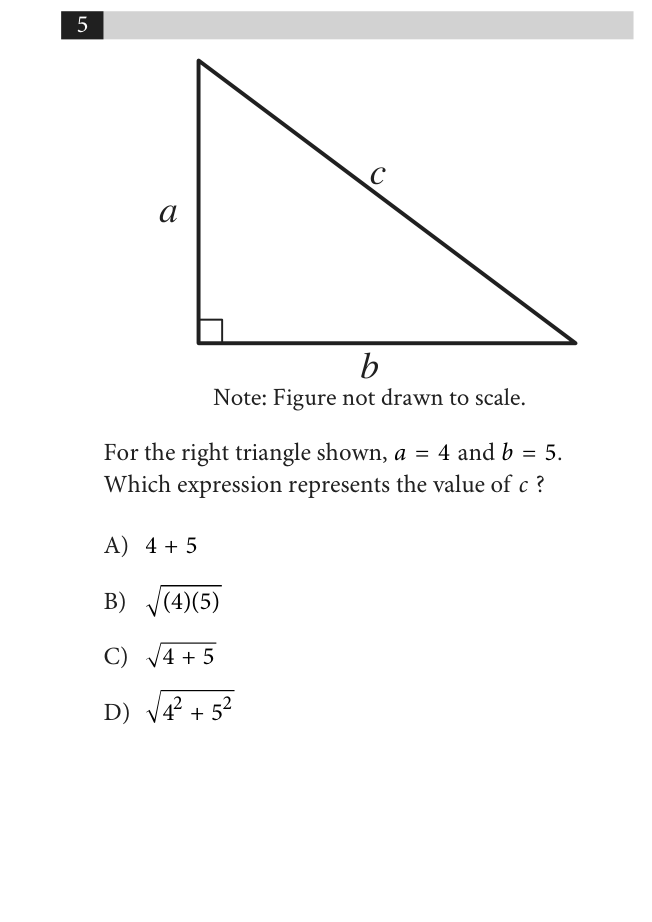 5
a
c
b
Note: Figure not drawn to scale.
For the right triangle shown, a = 4 and b = 5.
Which expression represents the value of c ?
A) 4 + 5
B) √(4)(5)
C) √4 + 5
D) √4² + 5²